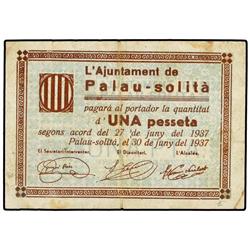 L'Ajuntament de
Palau-solità
pagarà al portador la quantitat
d'UNA pesseta
segons acord del 27 de juny del 1937
Palau-solità, el 30 de juny del 1937
El Secretari-Interventor, El Dipositari, L'Alcalde,